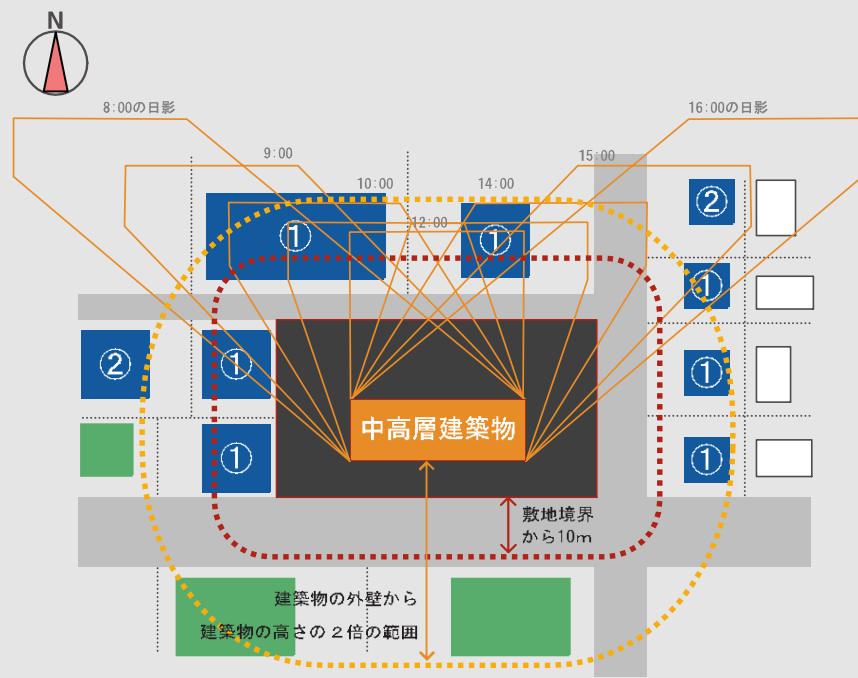 N
8:00の日影
16:00の日影
9:00
15:00
10:00
14:00
12:00
②
①
①
①
②
①
①
①
①
中高層建築物
敷地境界
から10m
建築物の外壁から
建築物の高さの2倍の範囲